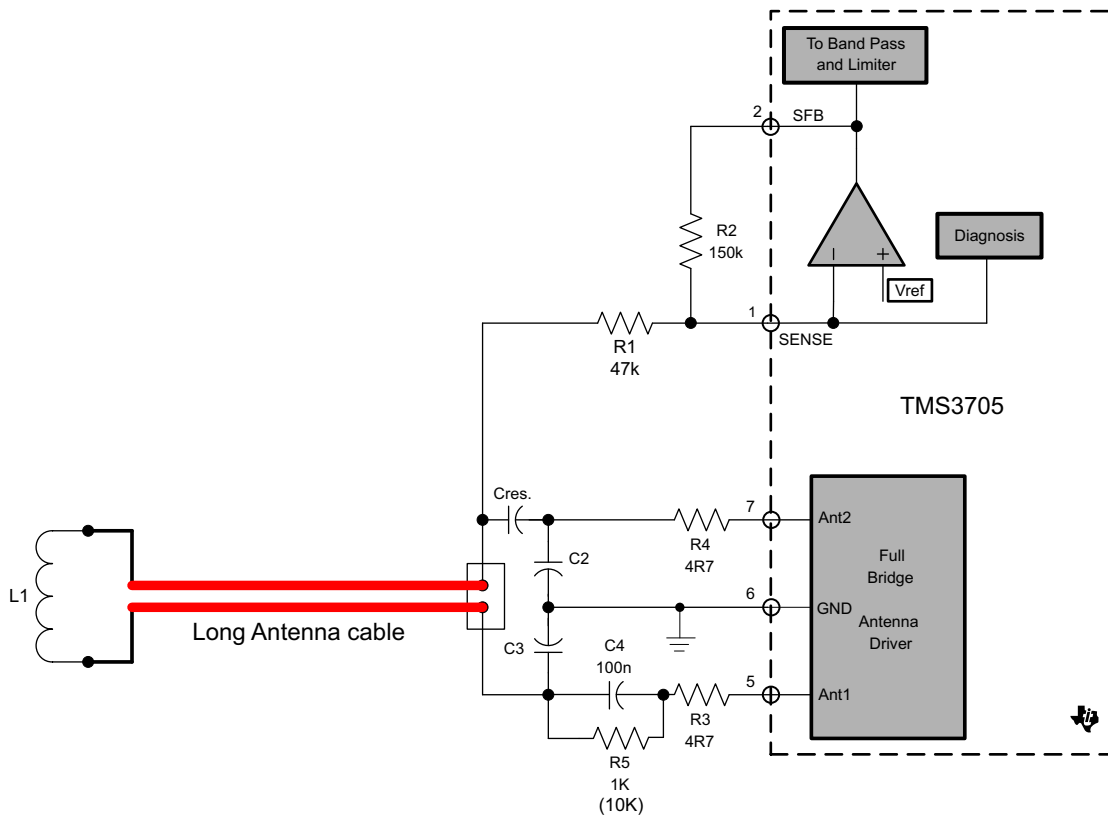 To Band Pass
and Limiter
2
SFB
R2
150k
Diagnosis
Vref
1
SENSE
R1
47k
TMS3705
Cres.
7
Ant2
R4
4R7
C2
Full
Bridge
L1
6
GND
Long Antenna cable
Antenna
Driver
C3
C4
100n
5
Ant1
R3
4R7
R5
1K
(10K)